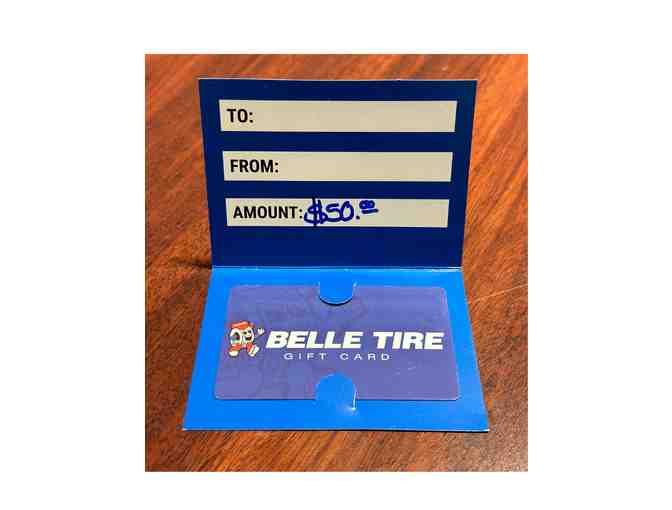 TO:
FROM:
AMOUNT: $50.00
BELLE TIRE
GIFT CARD